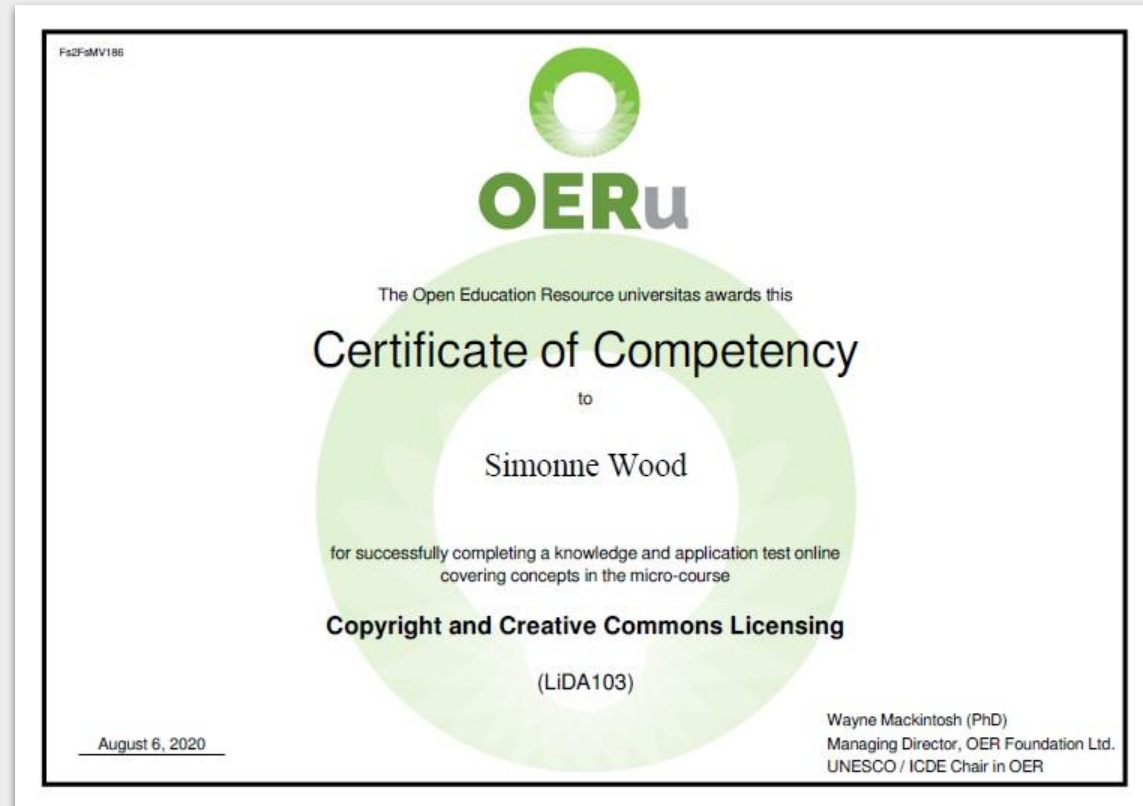 Fs2FsMV186
OERu
The Open Education Resource universitas awards this
Certificate of Competency
to
Simonne Wood
for successfully completing a knowledge and application test online
covering concepts in the micro-course
Copyright and Creative Commons Licensing
(LiDA103)
August 6, 2020
Wayne Mackintosh (PhD)
Managing Director, OER Foundation Ltd.
UNESCO / ICDE Chair in OER